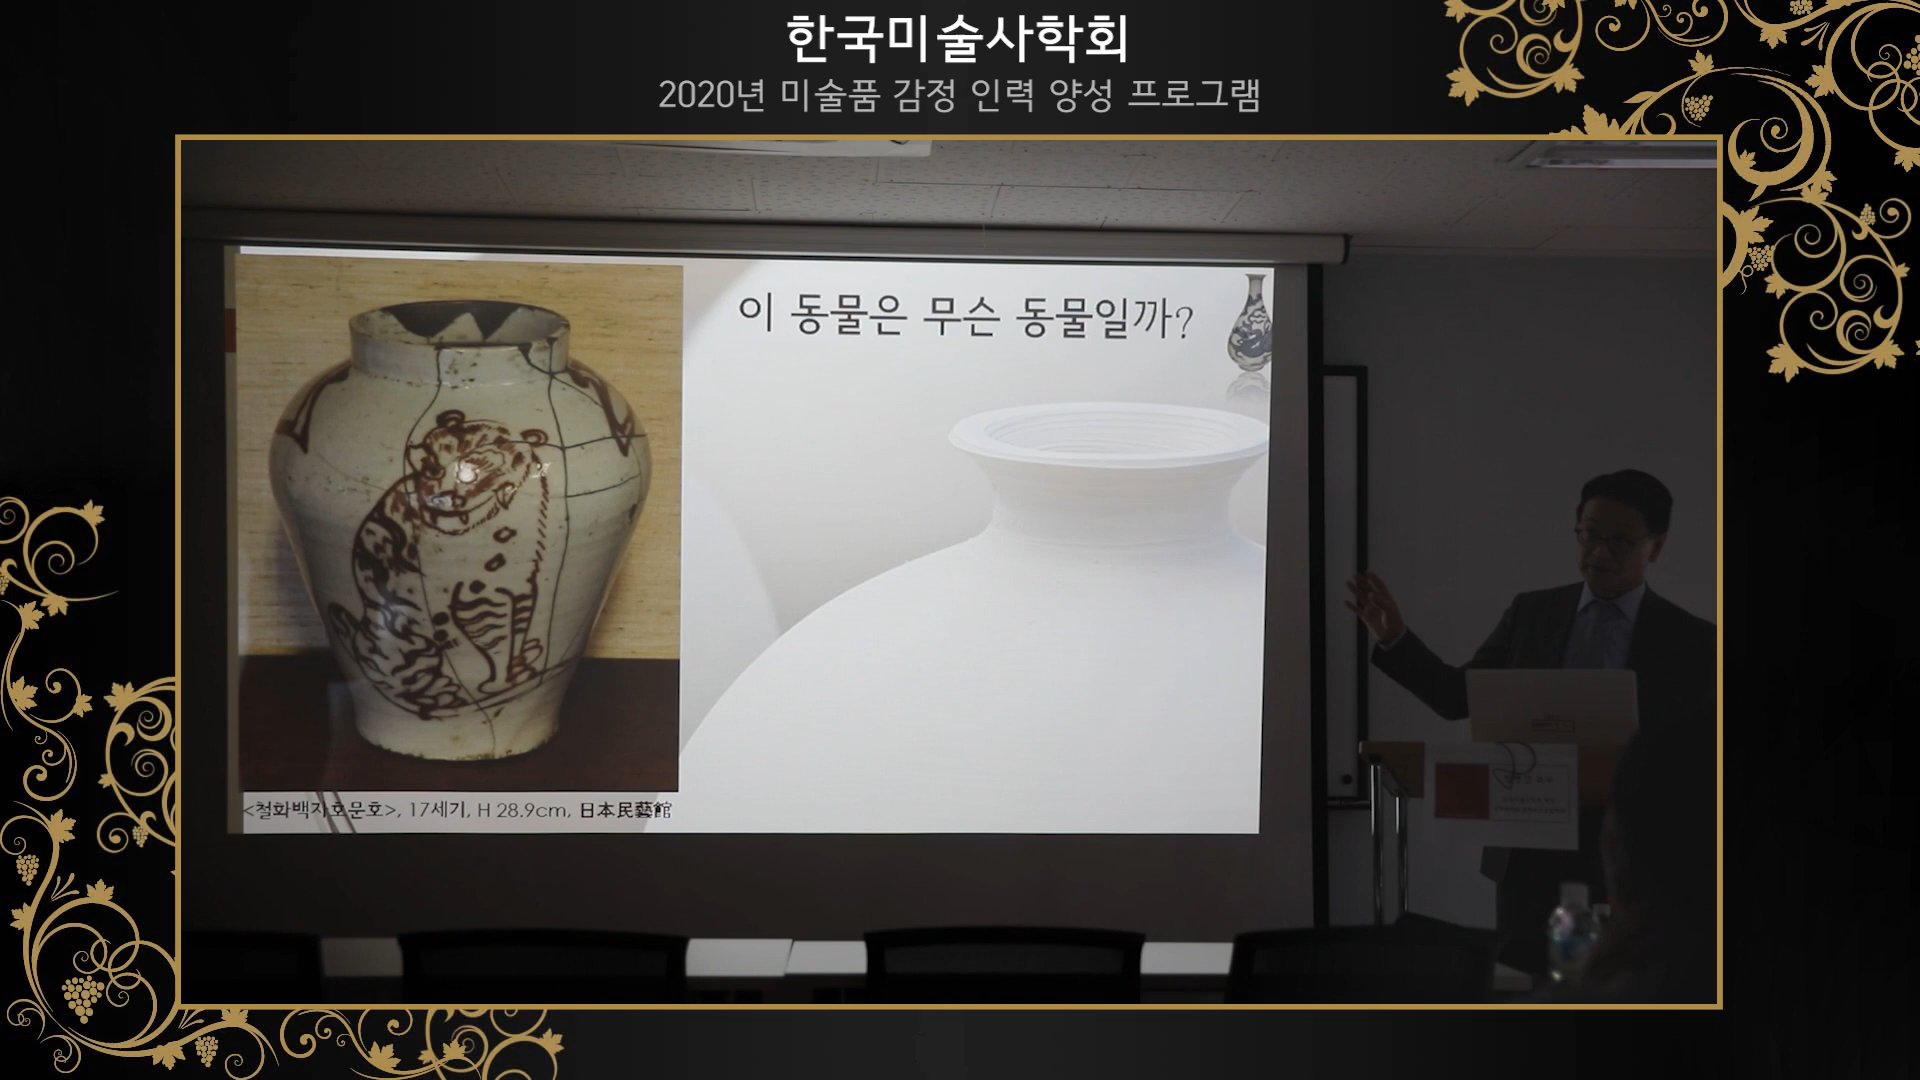 한국미술사학회
2020년 미술품 감정 인력 양성 프로그램
이 동물은 무슨 동물일까?
<철화백자호문호>, 17세기, H 28.9cm, 日本民藝館